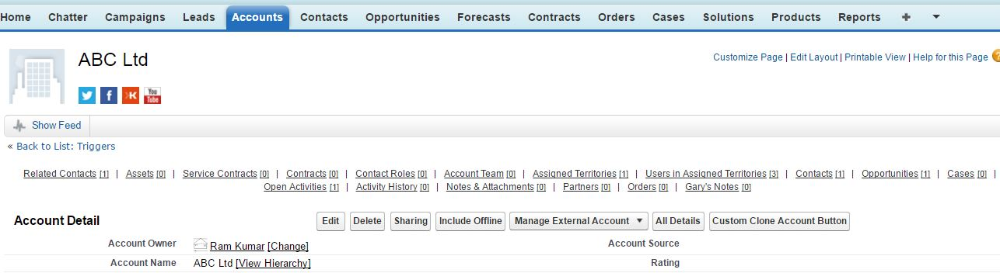 Home Chatter Campaigns Leads Accounts Contacts Opportunities Forecasts Contracts Orders Cases Solutions Products Reports +
ABC Ltd
Customize Page | Edit Layout | Printable View | Help for this Page ?
You Tube
Show Feed
« Back to List: Triggers
Related Contacts [1] | Assets [0] | Service Contracts [0] | Contracts [0] | Contact Roles [0] | Account Team [0] | Assigned Territories [1] | Users in Assigned Territories [3] | Contacts [1] | Opportunities [1] | Cases [0] |
Open Activities [1] | Activity History [0] | Notes & Attachments [0] | Partners [0] | Orders [0] | Gary's Notes [0]
Account Detail Edit Delete Sharing Include Offline Manage External Account All Details Custom Clone Account Button
Account Owner Ram Kumar [Change] Account Source
Account Name ABC Ltd [View Hierarchy] Rating